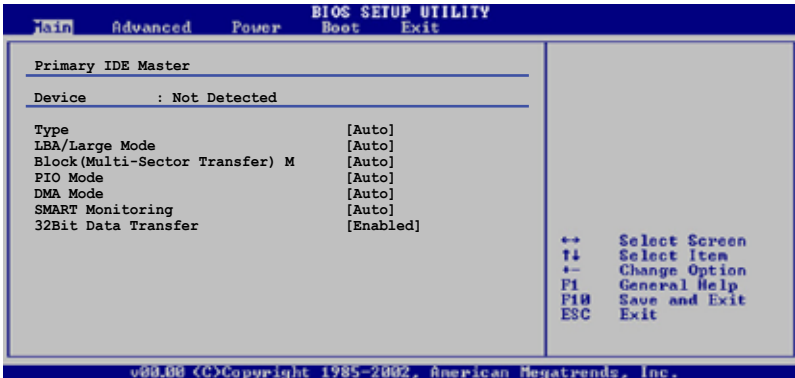 BIOS SETUP UTILITY
Main Advanced Power Boot Exit
Primary IDE Master
Device : Not Detected
Type [Auto]
LBA/Large Mode [Auto]
Block(Multi-Sector Transfer) M [Auto]
PIO Mode [Auto]
DMA Mode [Auto]
SMART Monitoring [Auto]
32Bit Data Transfer [Enabled]
↔ Select Screen
↑↓ Select Item
+- Change Option
F1 General Help
F10 Save and Exit
ESC Exit
v00.00 (C)Copyright 1985-2002, American Megatrends, Inc.